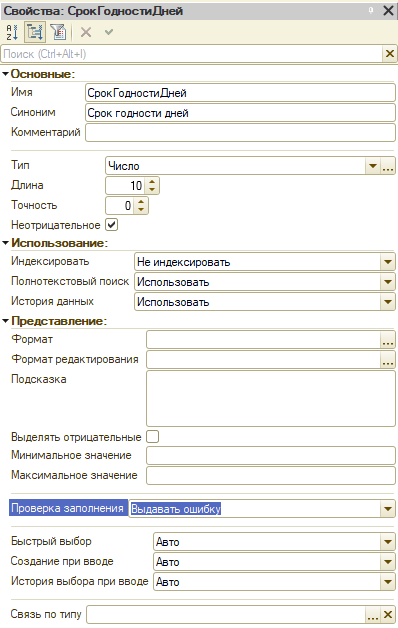 Свойства: СрокГодностиДней
Поиск (Ctrl+Alt+I)
Основные:
Имя СрокГодностиДней
Синоним Срок годности дней
Комментарий
Тип Число
Длина 10
Точность 0
Неотрицательное
Использование:
Индексировать Не индексировать
Полнотекстовый поиск Использовать
История данных Использовать
Представление:
Формат
Формат редактирования
Подсказка
Выделять отрицательные
Минимальное значение
Максимальное значение
Проверка заполнения Выдавать ошибку
Быстрый выбор Авто
Создание при вводе Авто
История выбора при вводе Авто
Связь по типу